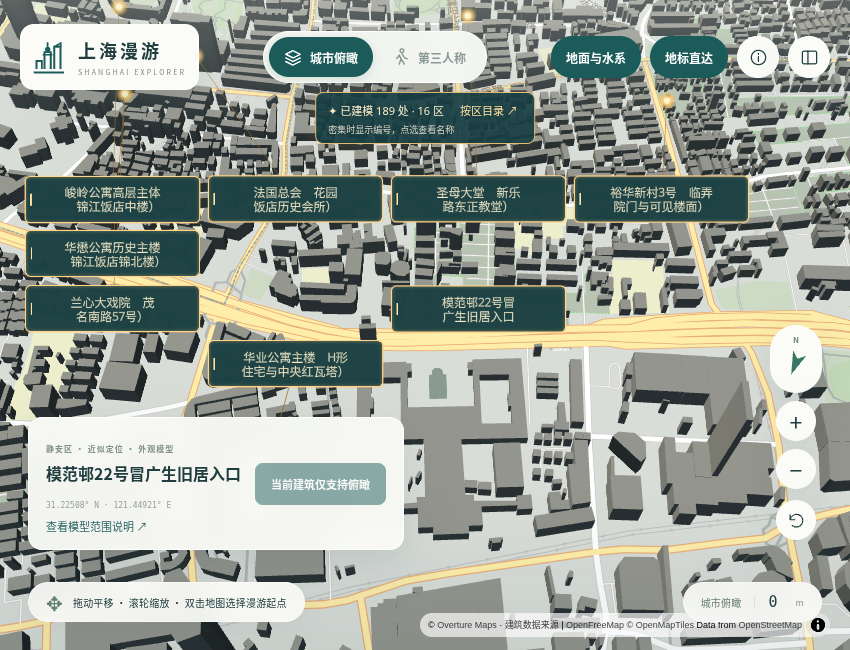 上海漫游
SHANGHAI EXPLORER
城市俯瞰
第三人称
地面与水系
地标直达
✦ 已建模 189 处 · 16 区 按区目录 ↗
密集时显示编号，点选查看名称
峻岭公寓高层主体
锦江饭店中楼）
法国总会 花园
饭店历史会所）
圣母大堂 新乐
路东正教堂）
裕华新村3号 临弄
院门与可见楼面）
华懋公寓历史主楼
锦江饭店锦北楼）
兰心大戏院 茂
名南路57号）
模范邨22号冒
广生旧居入口
华业公寓主楼 H形
住宅与中央红瓦塔）
N
静安区 · 近似定位 · 外观模型
模范邨22号冒广生旧居入口
当前建筑仅支持俯瞰
31.22508° N · 121.44921° E
查看模型范围说明 ↗
+
−
拖动平移 · 滚轮缩放 · 双击地图选择漫游起点
城市俯瞰 0 m
© Overture Maps · 建筑数据来源 | OpenFreeMap © OpenMapTiles Data from OpenStreetMap